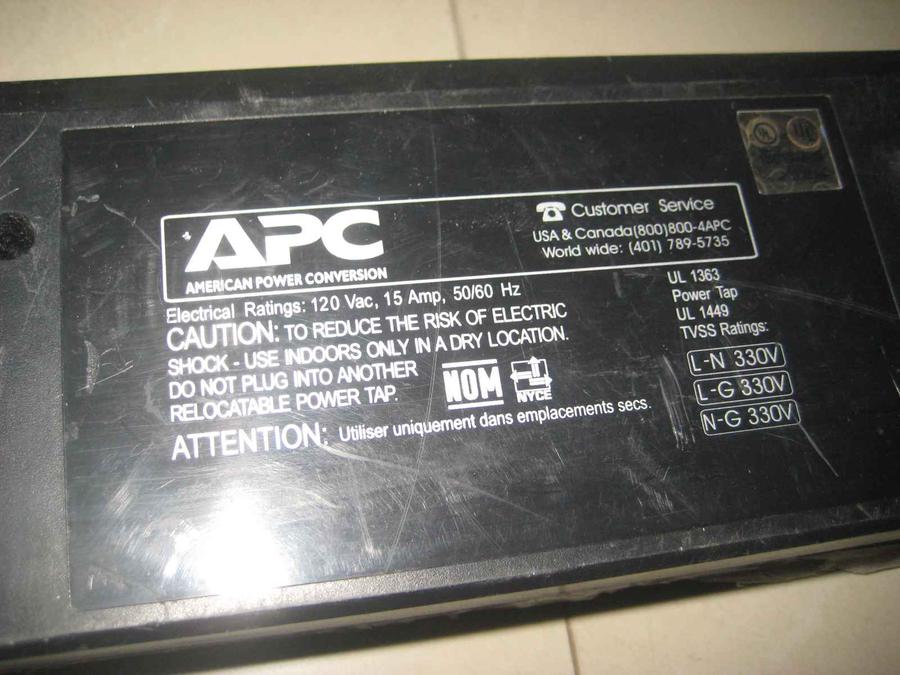 APC
AMERICAN POWER CONVERSION
Customer Service
USA & Canada(800)800-4APC
World wide: (401) 789-5735
Electrical Ratings: 120 Vac, 15 Amp, 50/60 Hz
CAUTION: TO REDUCE THE RISK OF ELECTRIC
SHOCK - USE INDOORS ONLY IN A DRY LOCATION.
DO NOT PLUG INTO ANOTHER
RELOCATABLE POWER TAP.
NOM
NYCE
ATTENTION: Utiliser uniquement dans emplacements secs.
UL 1363
Power Tap
UL 1449
TVSS Ratings:
L-N 330V
L-G 330V
N-G 330V
UL